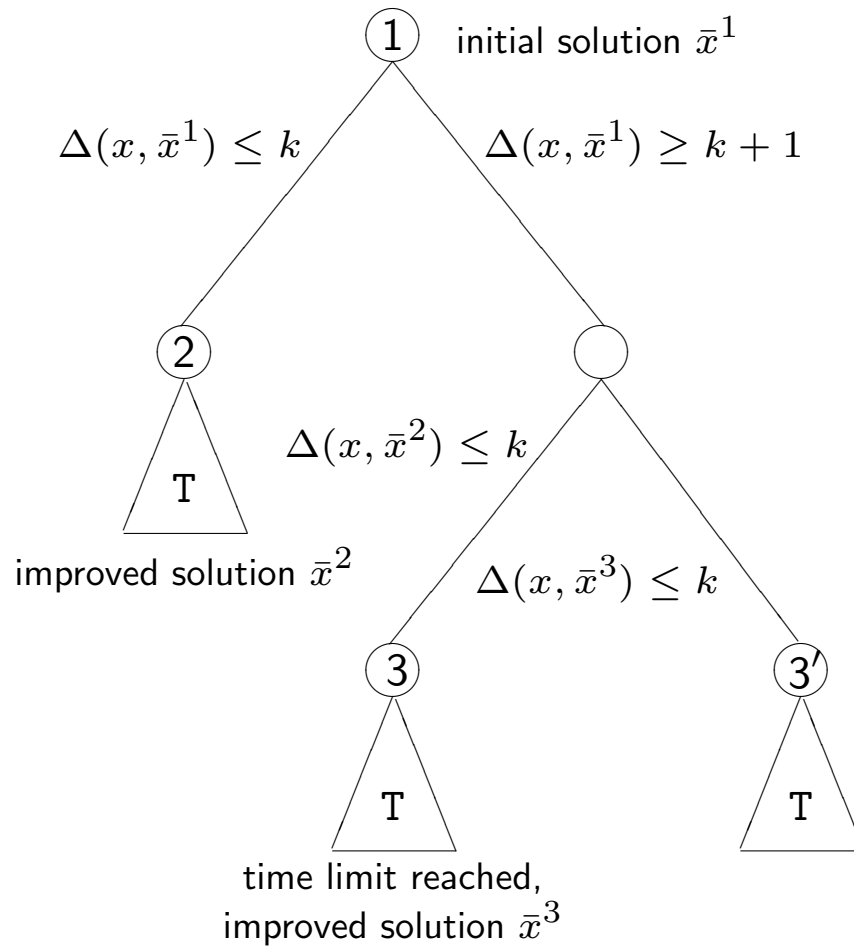 1
initial solution x̄¹
Δ(x, x̄¹) ≤ k
Δ(x, x̄¹) ≥ k + 1
2
Δ(x, x̄²) ≤ k
T
improved solution x̄²
Δ(x, x̄³) ≤ k
3
3′
T
T
time limit reached,
improved solution x̄³